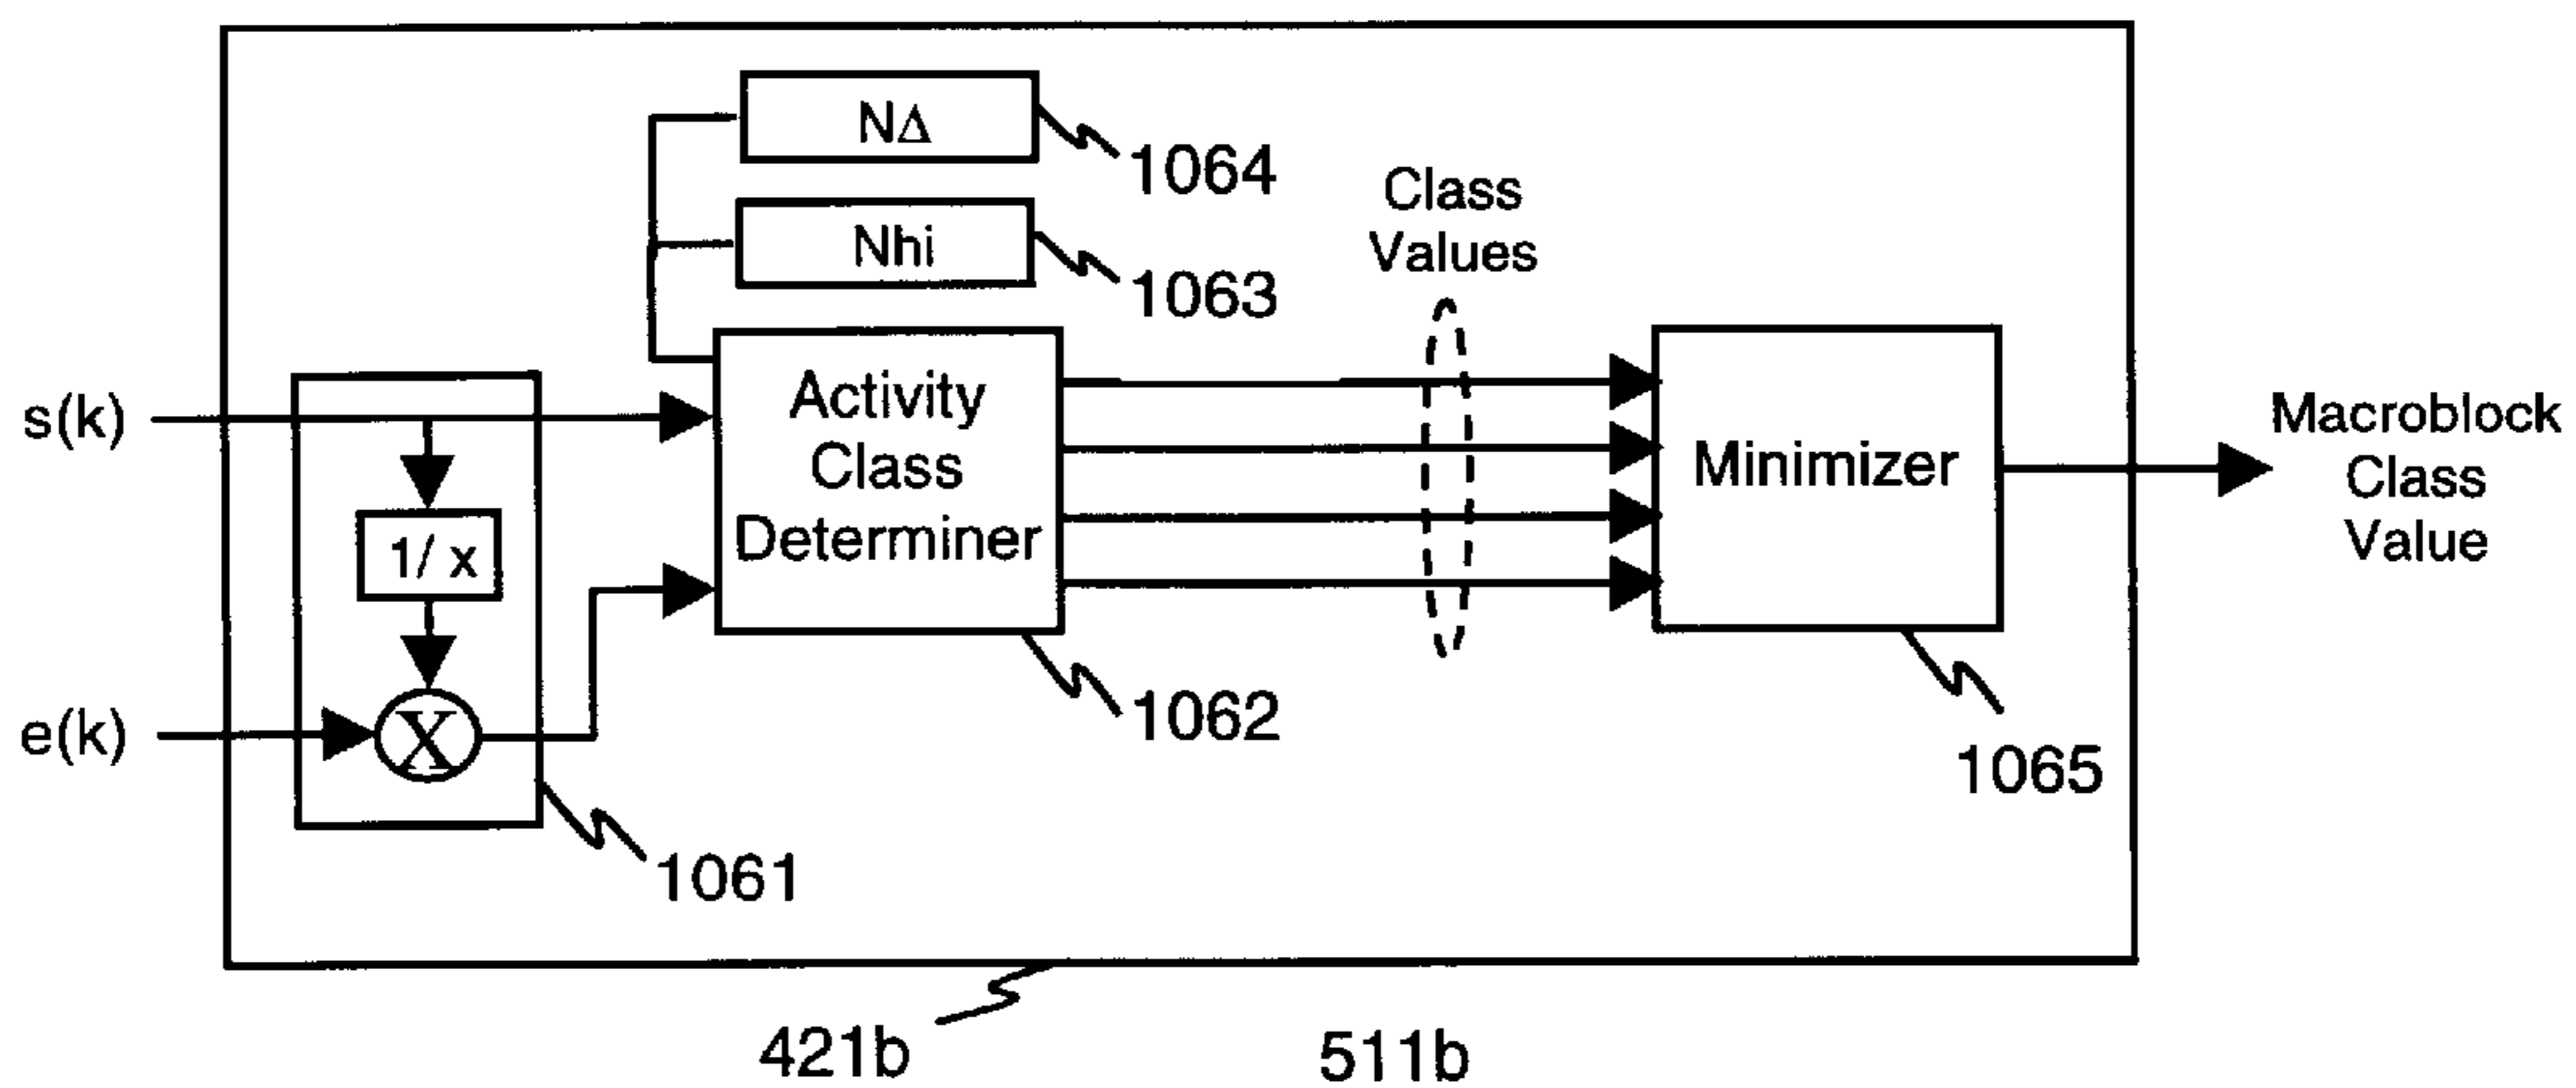 NΔ
1064
Nhi
1063
Class
Values
s(k)
Activity
Class
Determiner
Minimizer
Macroblock
Class
Value
1/ x
e(k)
X
1062
1065
1061
421b
511b